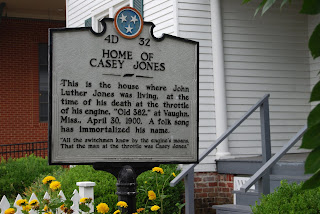 4D 32
HOME OF
CASEY JONES
This is the house where John
Luther Jones was living, at the
time of his death at the throttle
of his engine, "Old 382," at Vaughn,
Miss., April 30, 1900. A folk song
has immortalized his name.
"All the switchmen knew by the engine's moans,
That the man at the throttle was Casey Jones."